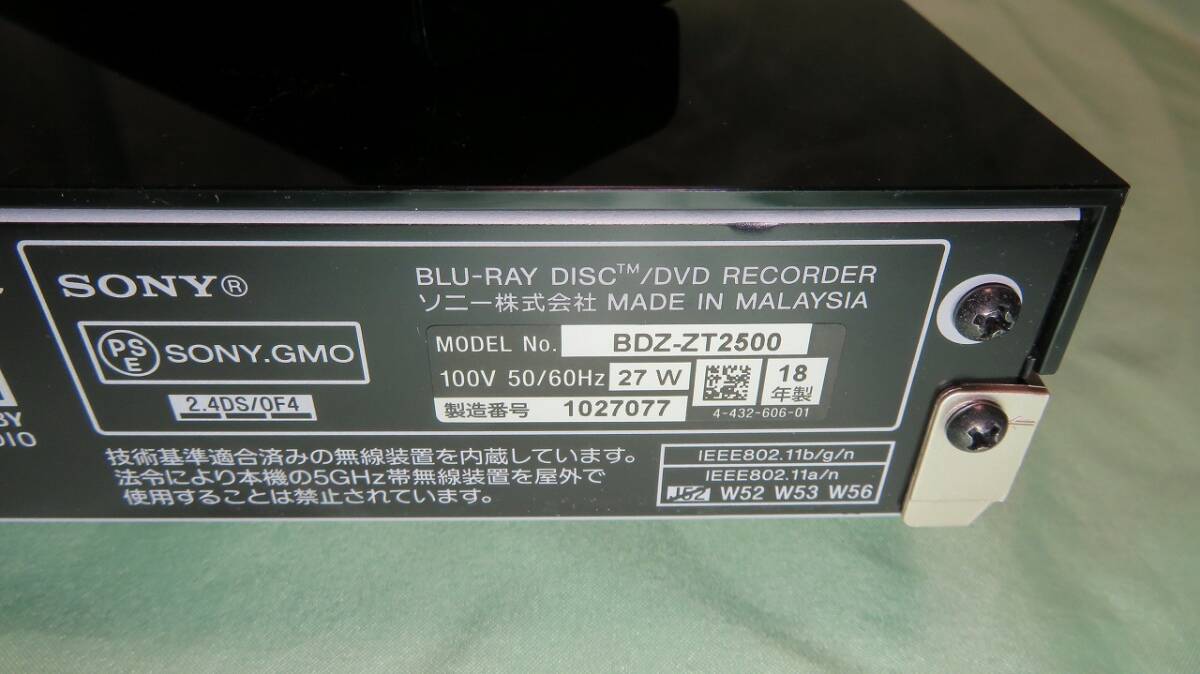 SONY®
BLU-RAY DISC™/DVD RECORDER
ソニー株式会社 MADE IN MALAYSIA
PSE SONY.GMO
2.4DS/OF4
MODEL No. BDZ-ZT2500
100V 50/60Hz 27 W
18
年製
製造番号 1027077
4-432-606-01
BY
DIO
技術基準適合済みの無線装置を内蔵しています。
法令により本機の5GHz帯無線装置を屋外で
使用することは禁止されています。
IEEE802.11b/g/n
IEEE802.11a/n
J52 W52 W53 W56